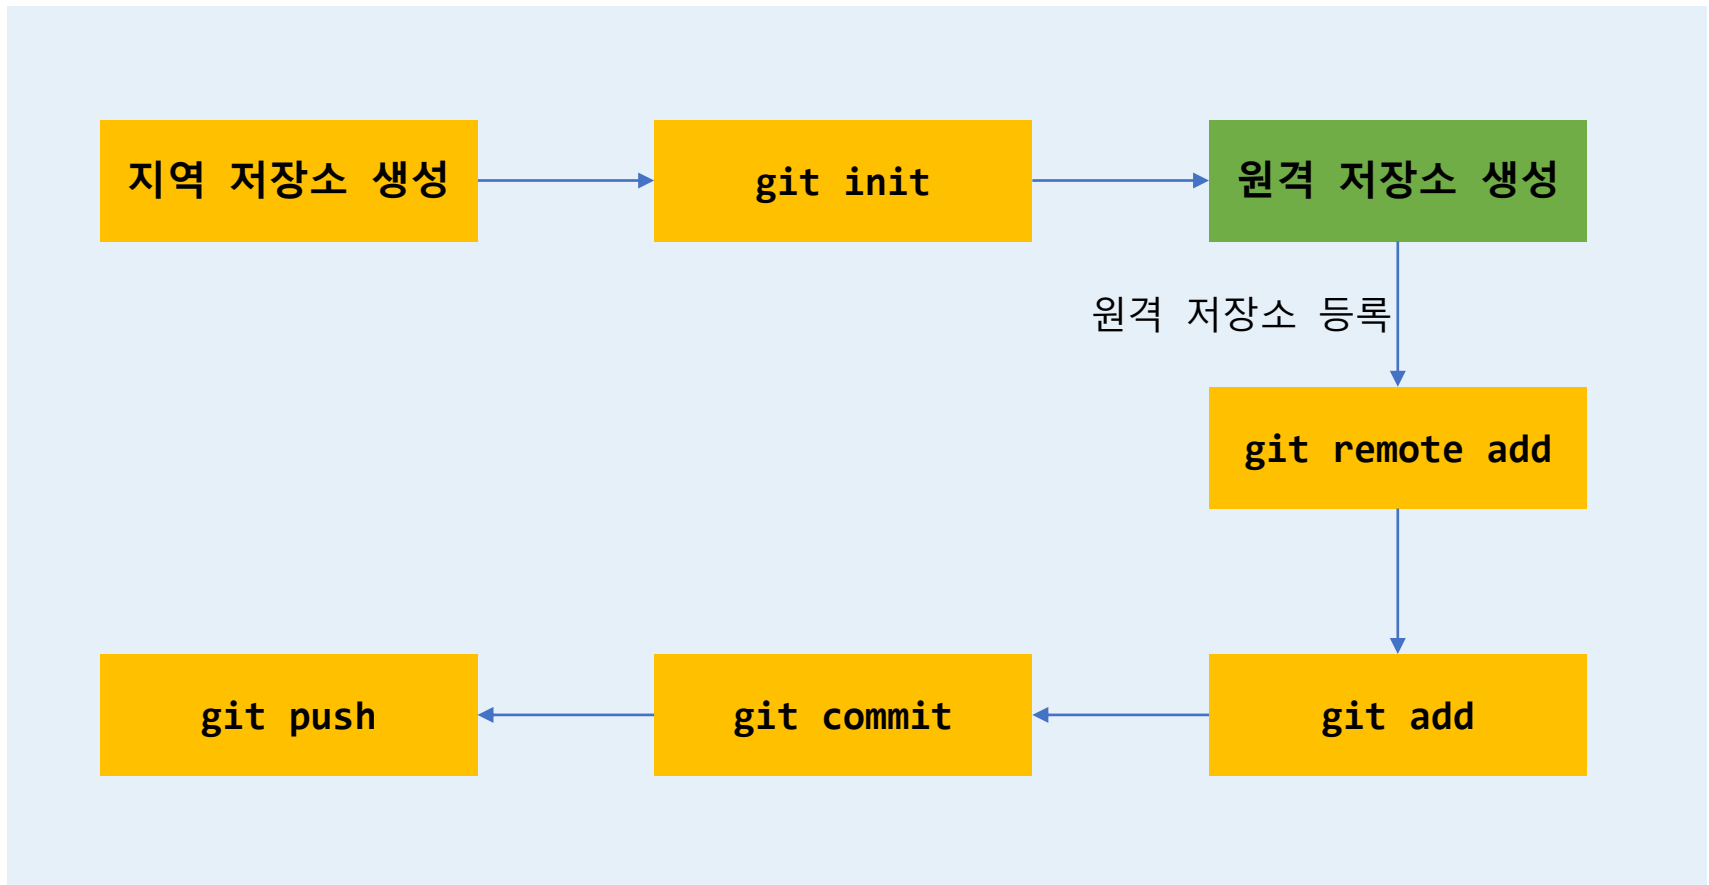 지역 저장소 생성
git init
원격 저장소 생성
원격 저장소 등록
git remote add
git add
git commit
git push